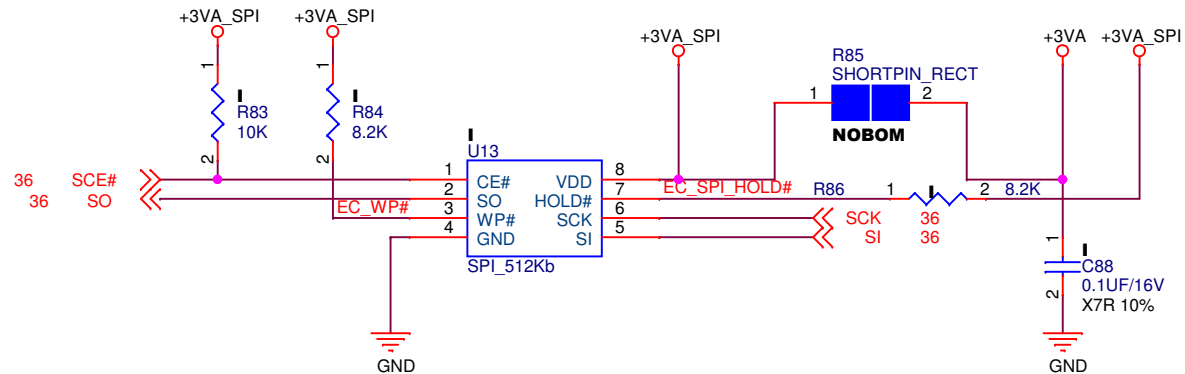 +3VA_SPI
+3VA_SPI
+3VA_SPI
+3VA
+3VA_SPI
1
I
R83
10K
2
1
I
R84
8.2K
2
R85
SHORTPIN_RECT
1
2
NOBOM
I
U13
36 SCE#
36 SO
EC_WP#
1
2
3
4
CE#
SO
WP#
GND
VDD
HOLD#
SCK
SI
8
7
6
5
SPI_512Kb
EC_SPI_HOLD#
R86
1
I
2
8.2K
SCK 36
SI 36
1
I
C88
0.1UF/16V
X7R 10%
2
GND
GND